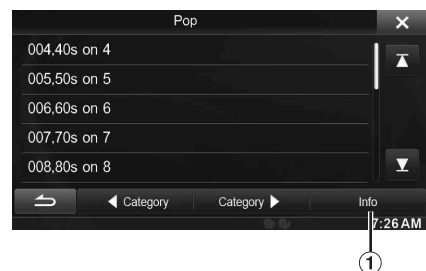 Pop
004,40s on 4
005,50s on 5
006,60s on 6
007,70s on 7
008,80s on 8
Category Category Info
7:26 AM
1